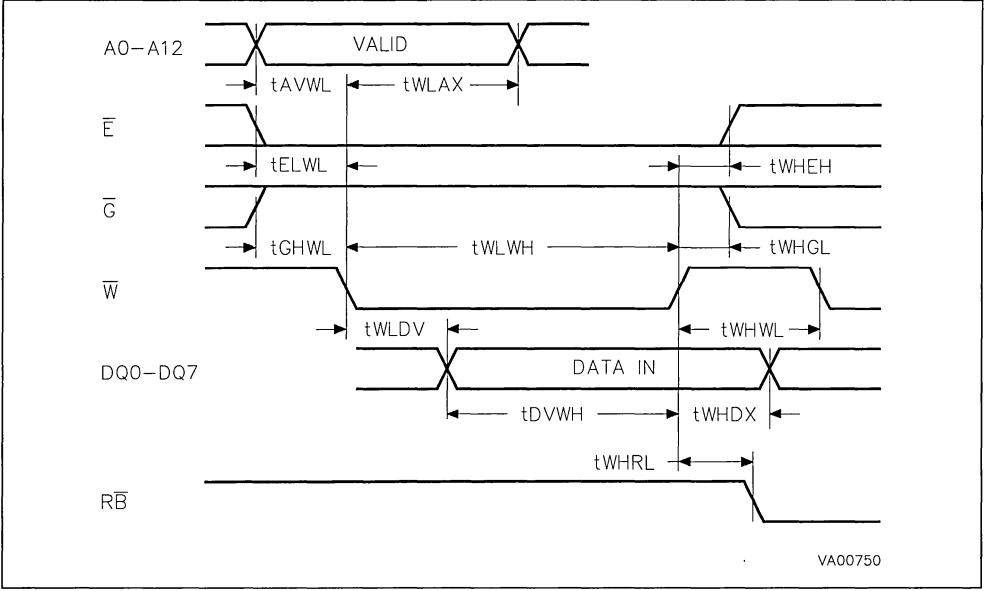 A0–A12 VALID
tAVWL tWLAX
E̅
tELWL tWHEH
G̅
tGHWL tWLWH tWHGL
W̅
tWLDV tWHWL
DQ0–DQ7 DATA IN
tDVWH tWHDX
tWHRL
RB̅
VA00750